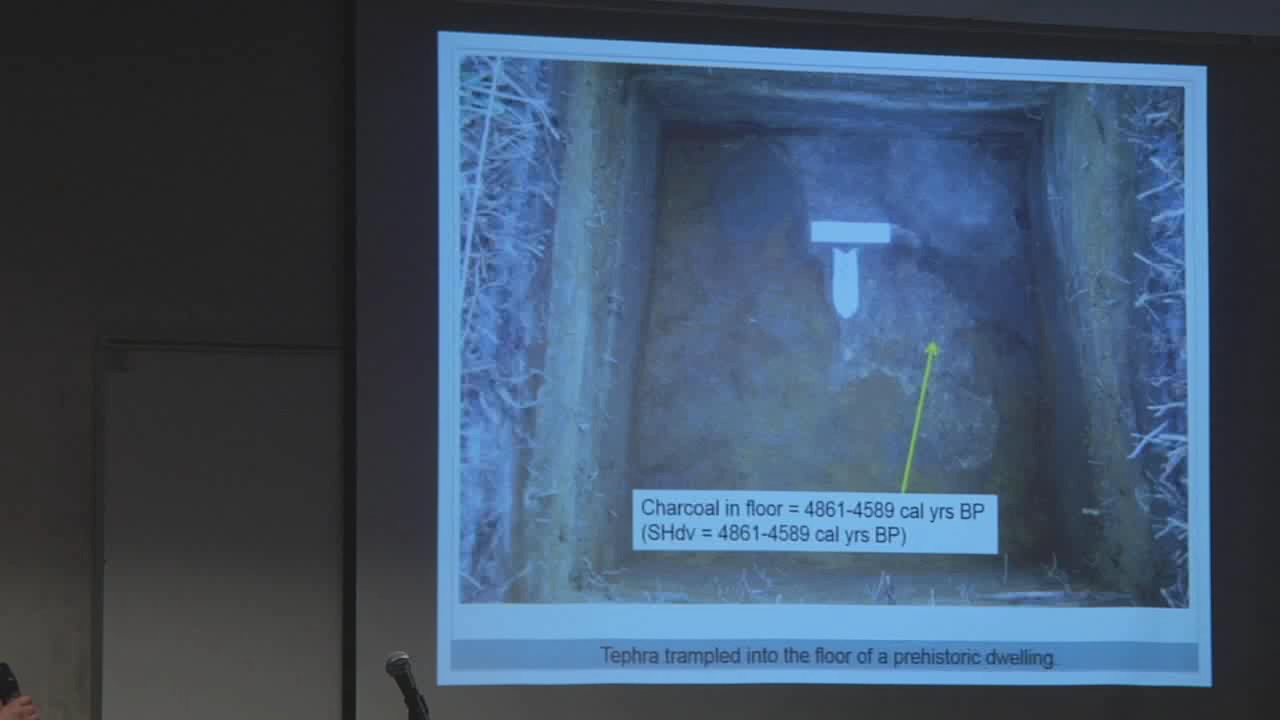 Charcoal in floor = 4861-4589 cal yrs BP
(SHdv = 4861-4589 cal yrs BP)
Tephra trampled into the floor of a prehistoric dwelling.